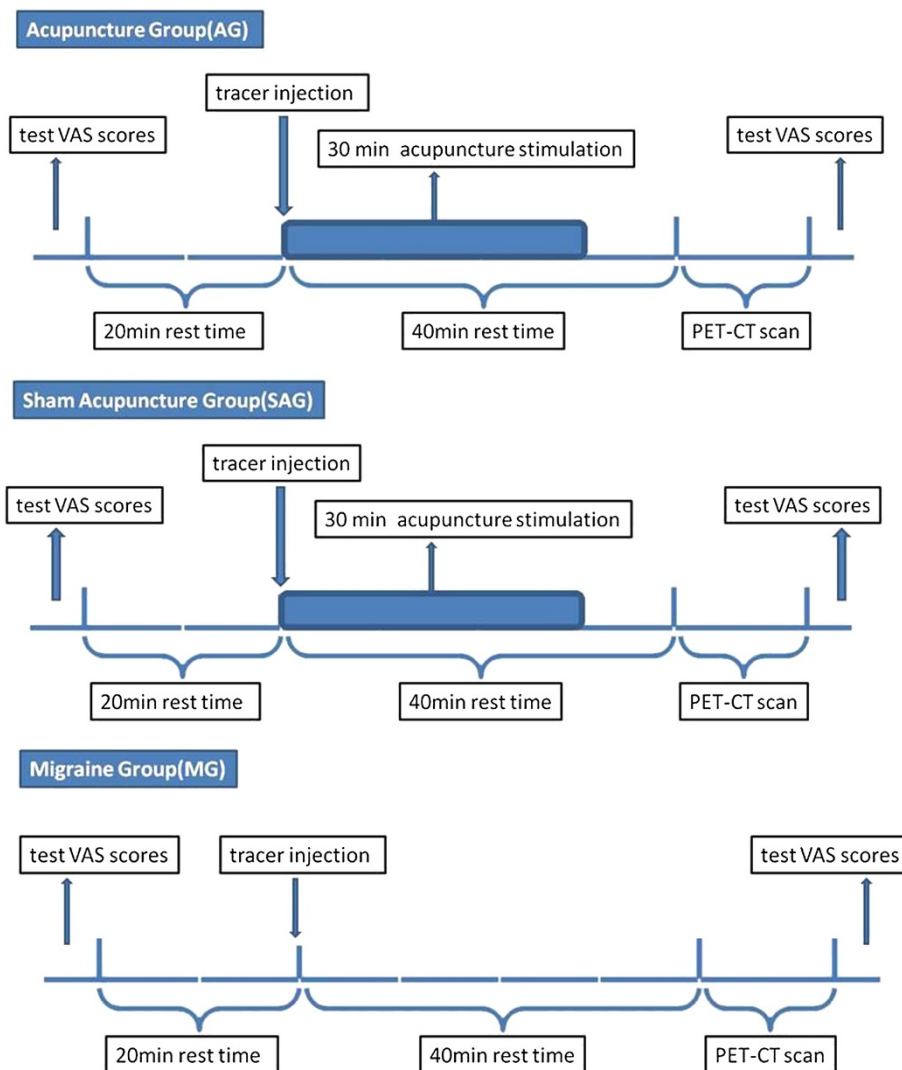 Acupuncture Group(AG)
tracer injection
test VAS scores
test VAS scores
30 min acupuncture stimulation
20min rest time
40min rest time
PET-CT scan
Sham Acupuncture Group(SAG)
tracer injection
test VAS scores
test VAS scores
30 min acupuncture stimulation
20min rest time
40min rest time
PET-CT scan
Migraine Group(MG)
test VAS scores
tracer injection
test VAS scores
20min rest time
40min rest time
PET-CT scan